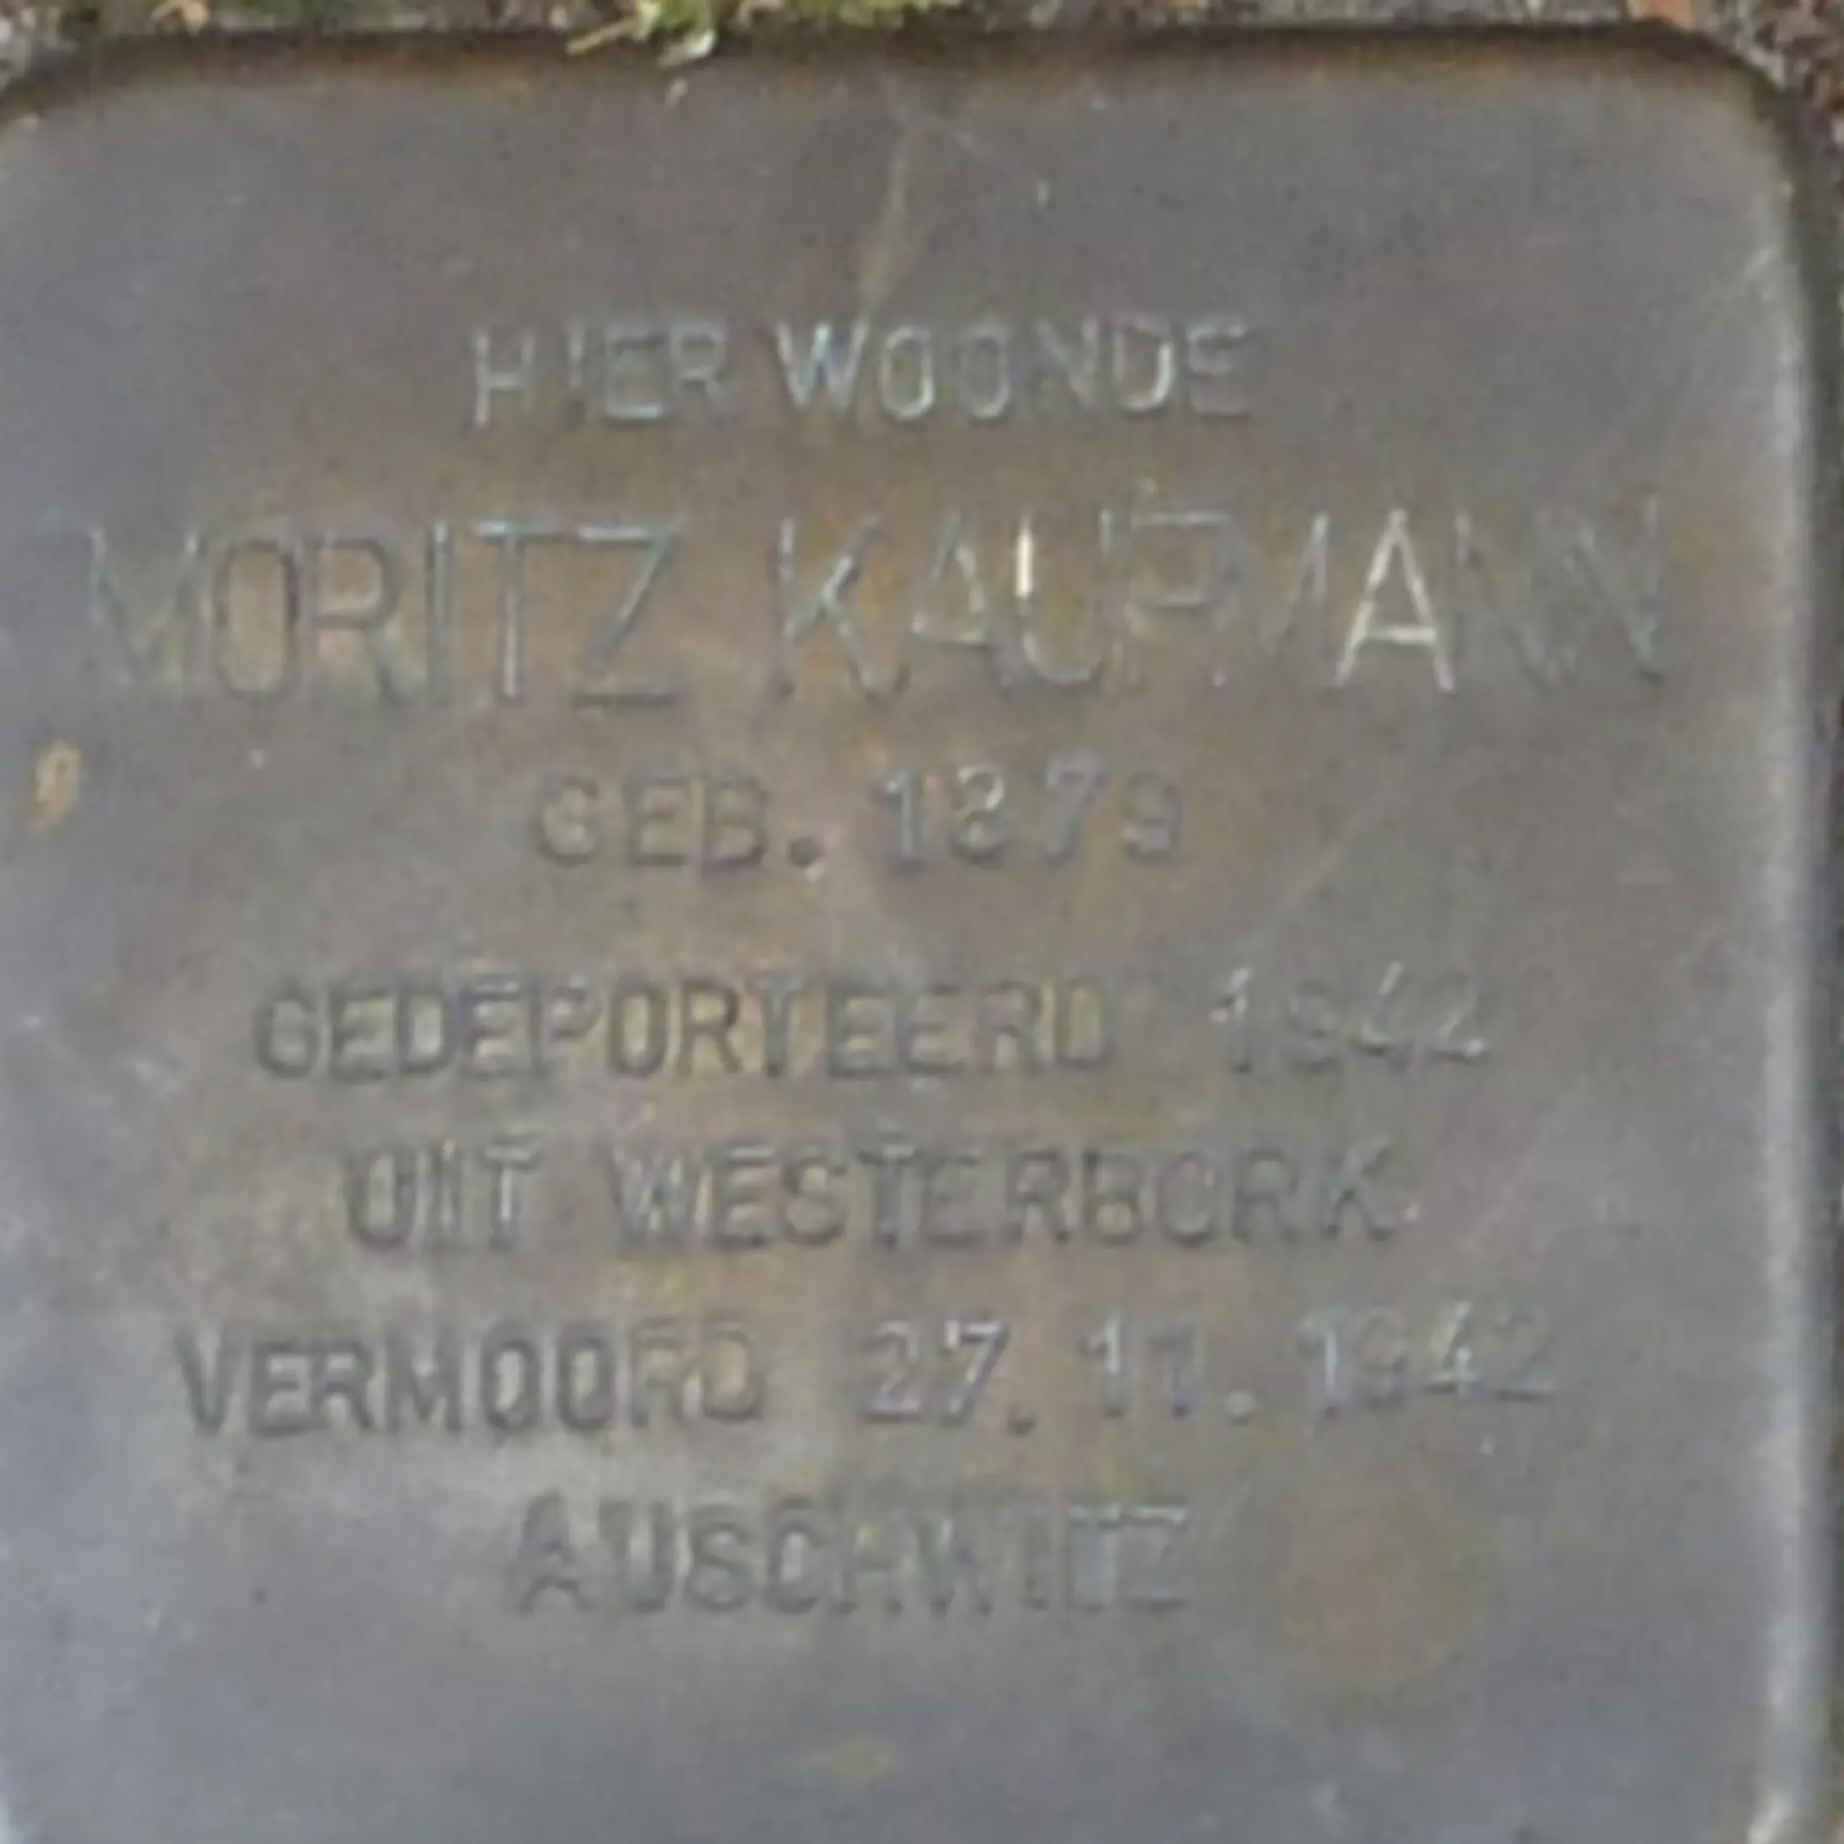 HIER WOONDE
MORITZ KAUFMANN
GEB. 1879
GEDEPORTEERD 1942
UIT WESTERBORK
VERMOORD 27.11.1942
AUSCHWITZ